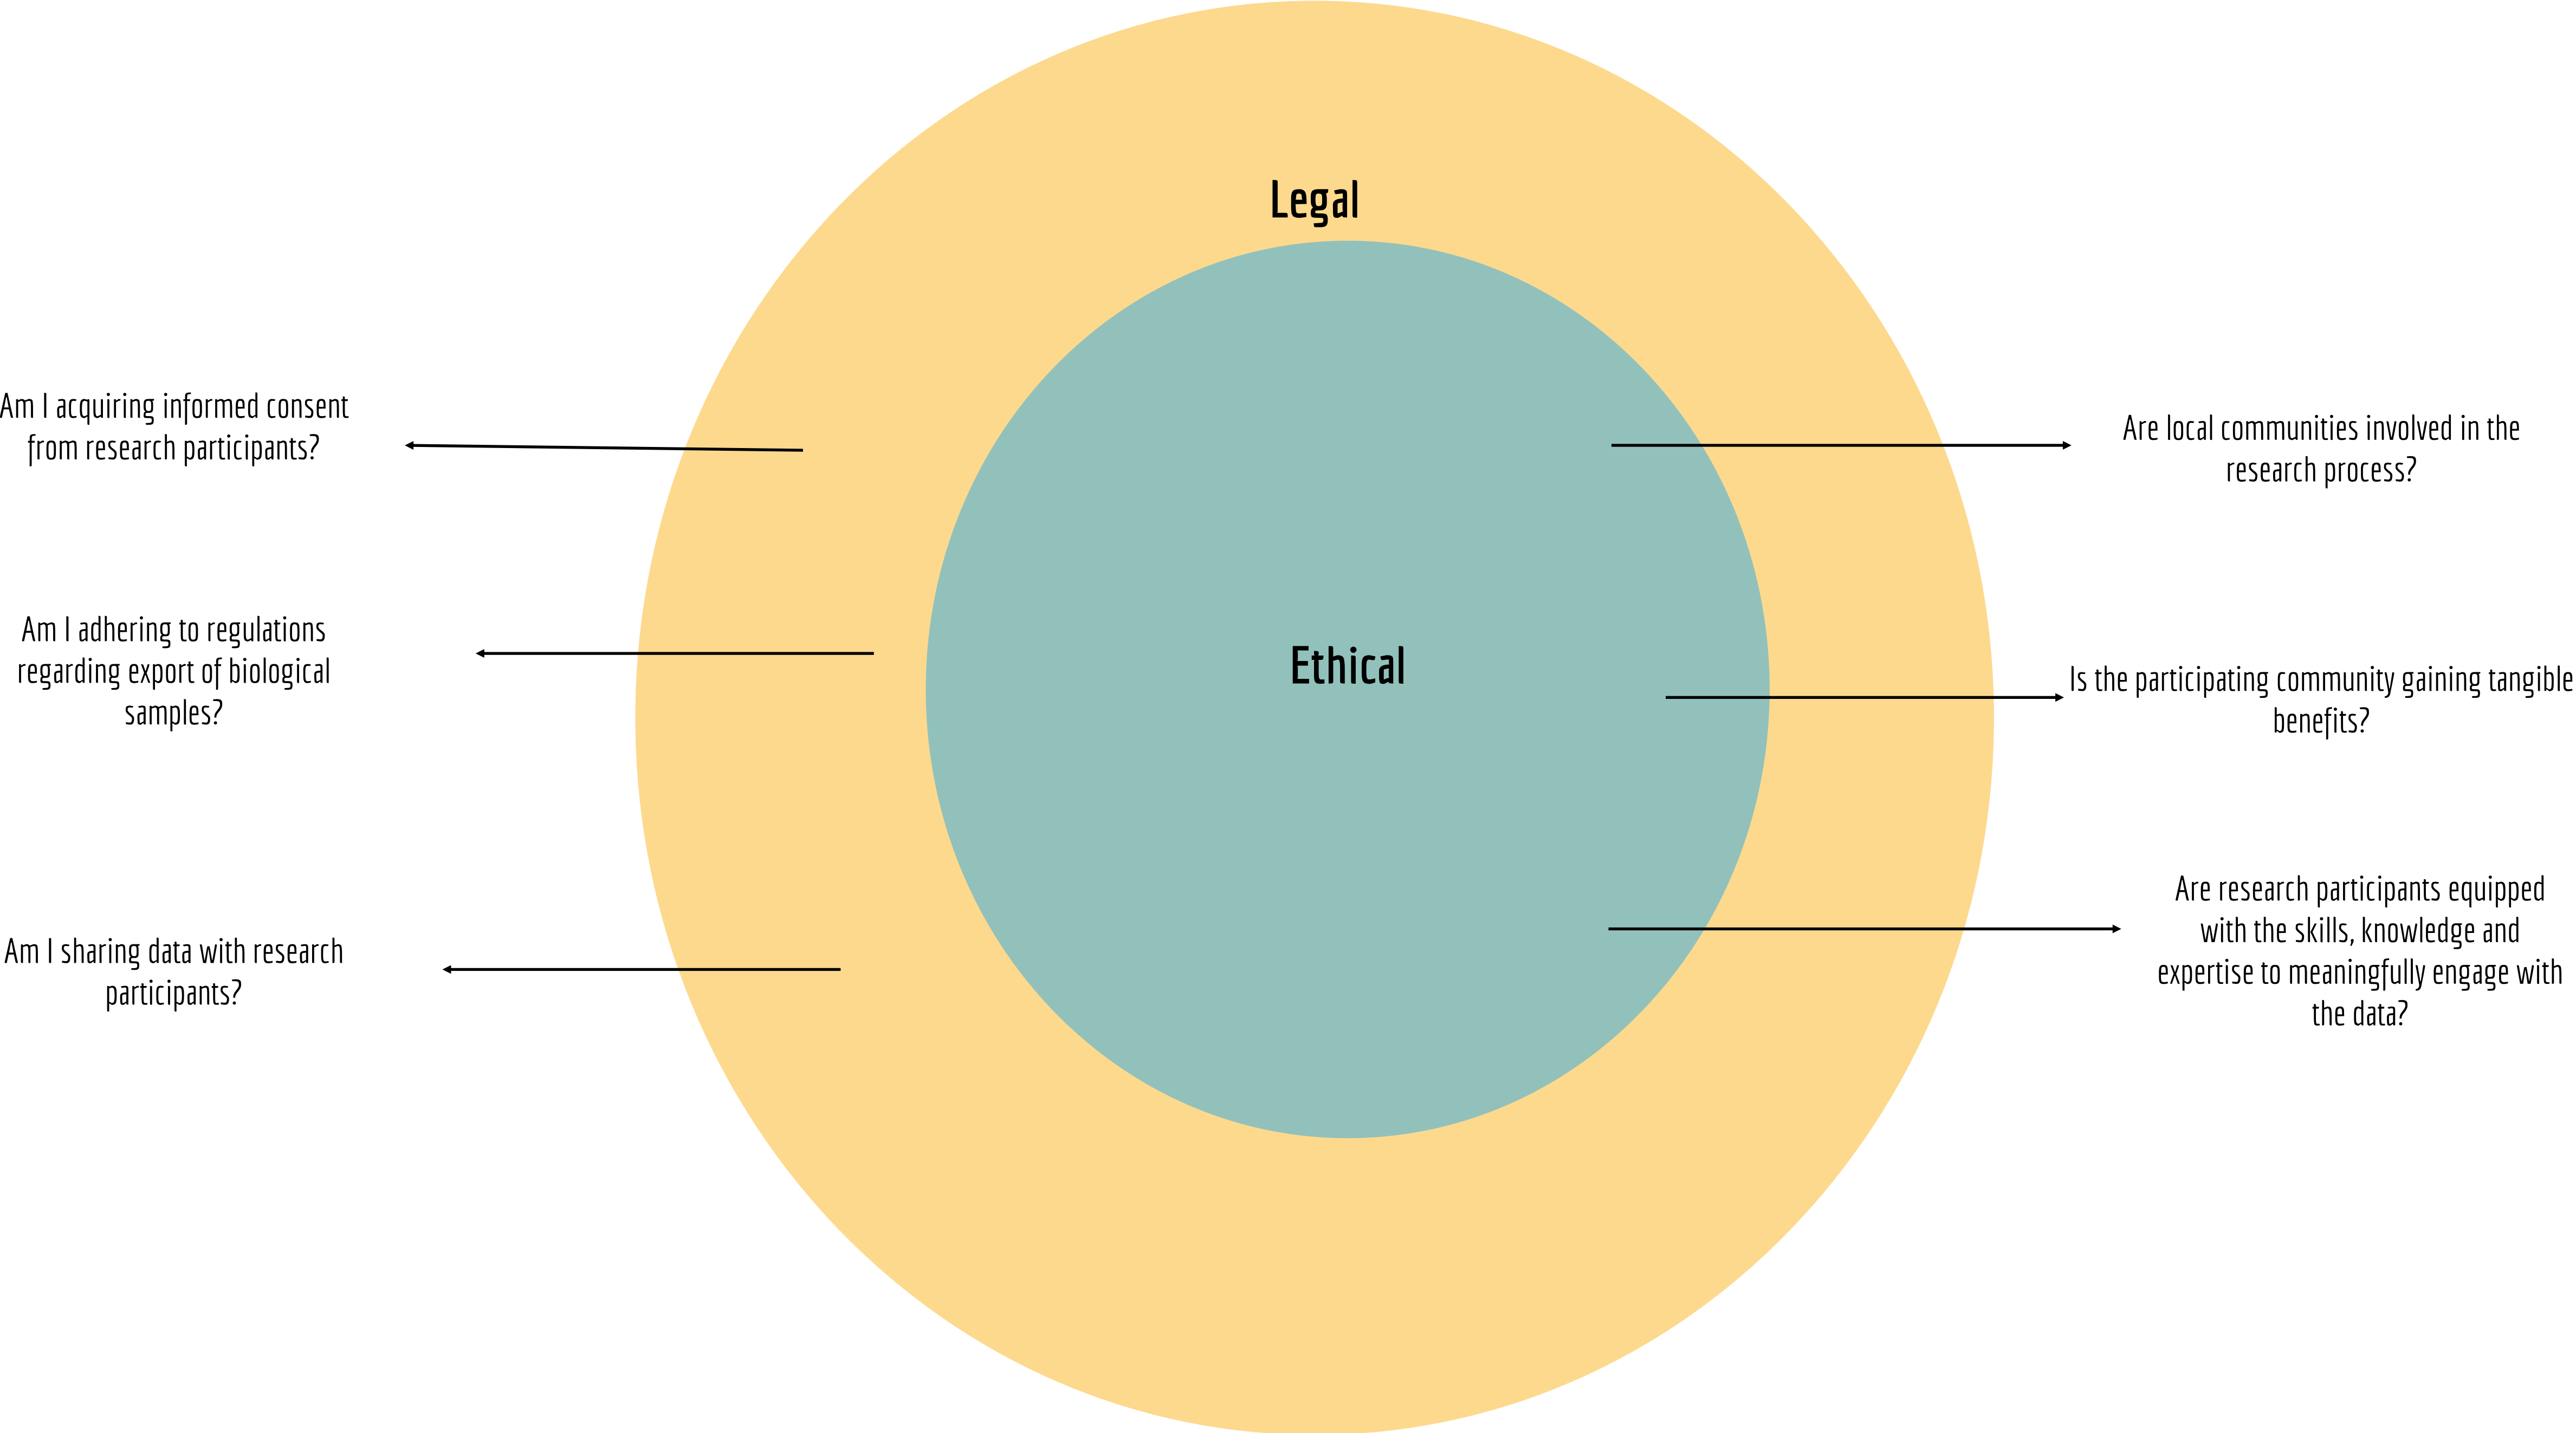 Legal
Ethical
Am I acquiring informed consent
from research participants?
Am I adhering to regulations
regarding export of biological
samples?
Am I sharing data with research
participants?
Are local communities involved in the
research process?
Is the participating community gaining tangible
benefits?
Are research participants equipped
with the skills, knowledge and
expertise to meaningfully engage with
the data?